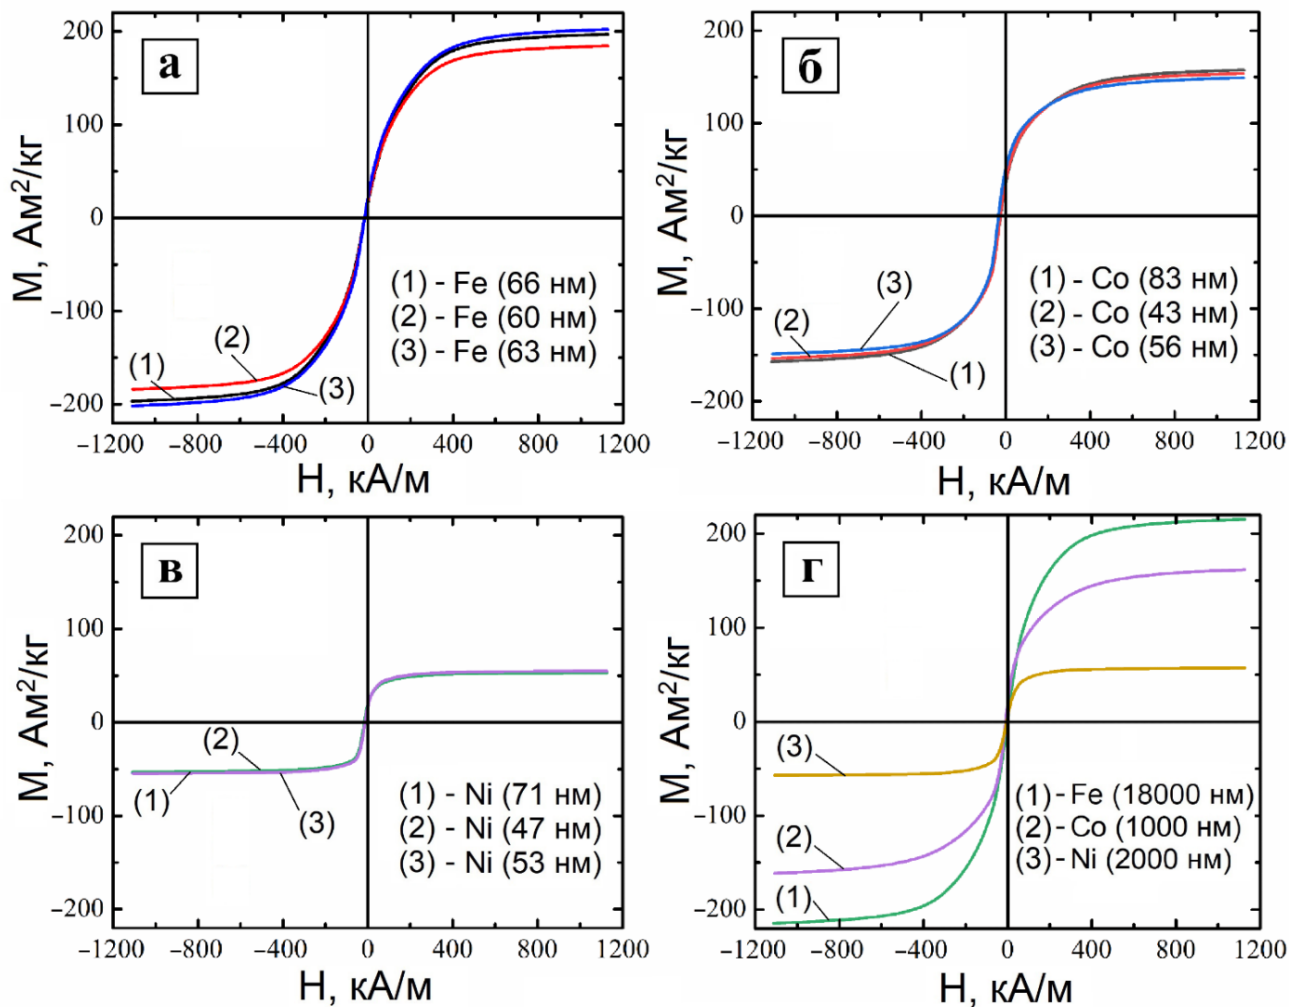 а
M, Ам²/кг
200
100
0
−100
−200
(1)
(2)
(3)
(1) - Fe (66 нм)
(2) - Fe (60 нм)
(3) - Fe (63 нм)
−1200 −800 −400 0 400 800 1200
H, кА/м
б
M, Ам²/кг
200
100
0
−100
−200
(2)
(3)
(1)
(1) - Co (83 нм)
(2) - Co (43 нм)
(3) - Co (56 нм)
−1200 −800 −400 0 400 800 1200
H, кА/м
в
M, Ам²/кг
200
100
0
−100
−200
(1)
(2)
(3)
(1) - Ni (71 нм)
(2) - Ni (47 нм)
(3) - Ni (53 нм)
−1200 −800 −400 0 400 800 1200
H, кА/м
г
M, Ам²/кг
200
100
0
−100
−200
(3)
(2)
(1)
(1) - Fe (18000 нм)
(2) - Co (1000 нм)
(3) - Ni (2000 нм)
−1200 −800 −400 0 400 800 1200
H, кА/м